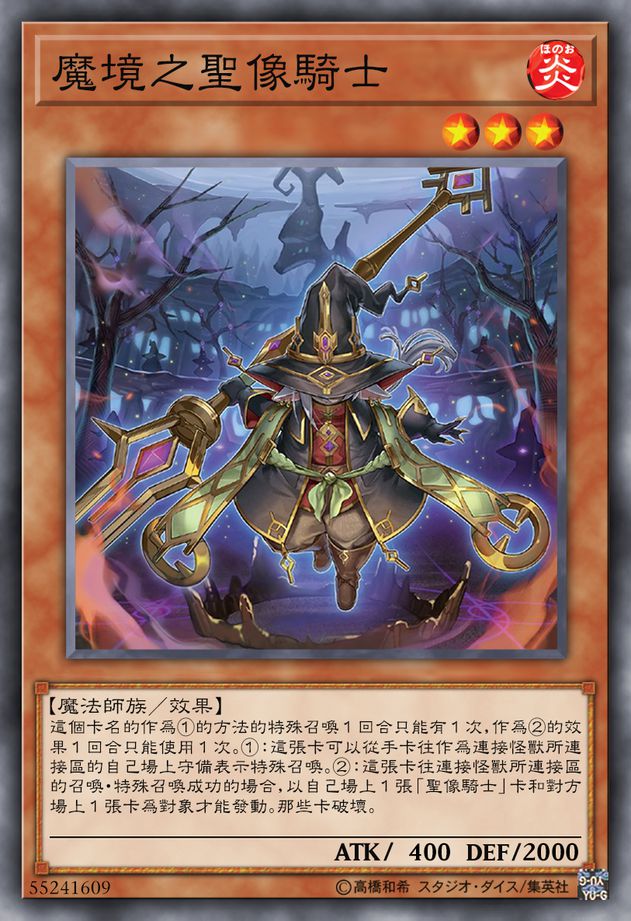 魔境之聖像騎士
ほのお
炎
【魔法師族／效果】
這個卡名的作爲①的方法的特殊召喚１回合只能有１次，作爲②的效
果１回合只能使用１次。①：這張卡可以從手卡往作爲連接怪獸所連
接區的自己場上守備表示特殊召喚。②：這張卡往連接怪獸所連接區
的召喚・特殊召喚成功的場合，以自己場上１張「聖像騎士」卡和對方
場上１張卡爲對象才能發動。那些卡破壞。
ATK/ 400 DEF/2000
55241609
©高橋和希 スタジオ・ダイス/集英社